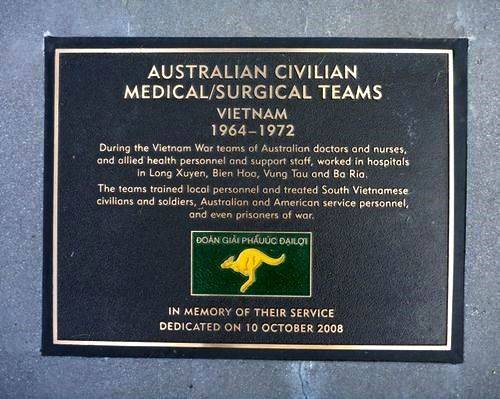 AUSTRALIAN CIVILIAN
MEDICAL/SURGICAL TEAMS
VIETNAM
1964–1972
During the Vietnam War teams of Australian doctors and nurses,
and allied health personnel and support staff, worked in hospitals
in Long Xuyen, Bien Hoa, Vung Tau and Ba Ria.
The teams trained local personnel and treated South Vietnamese
civilians and soldiers, Australian and American service personnel,
and even prisoners of war.
ĐOÀN GIẢI PHẨUÚC ĐẠILỢI
IN MEMORY OF THEIR SERVICE
DEDICATED ON 10 OCTOBER 2008